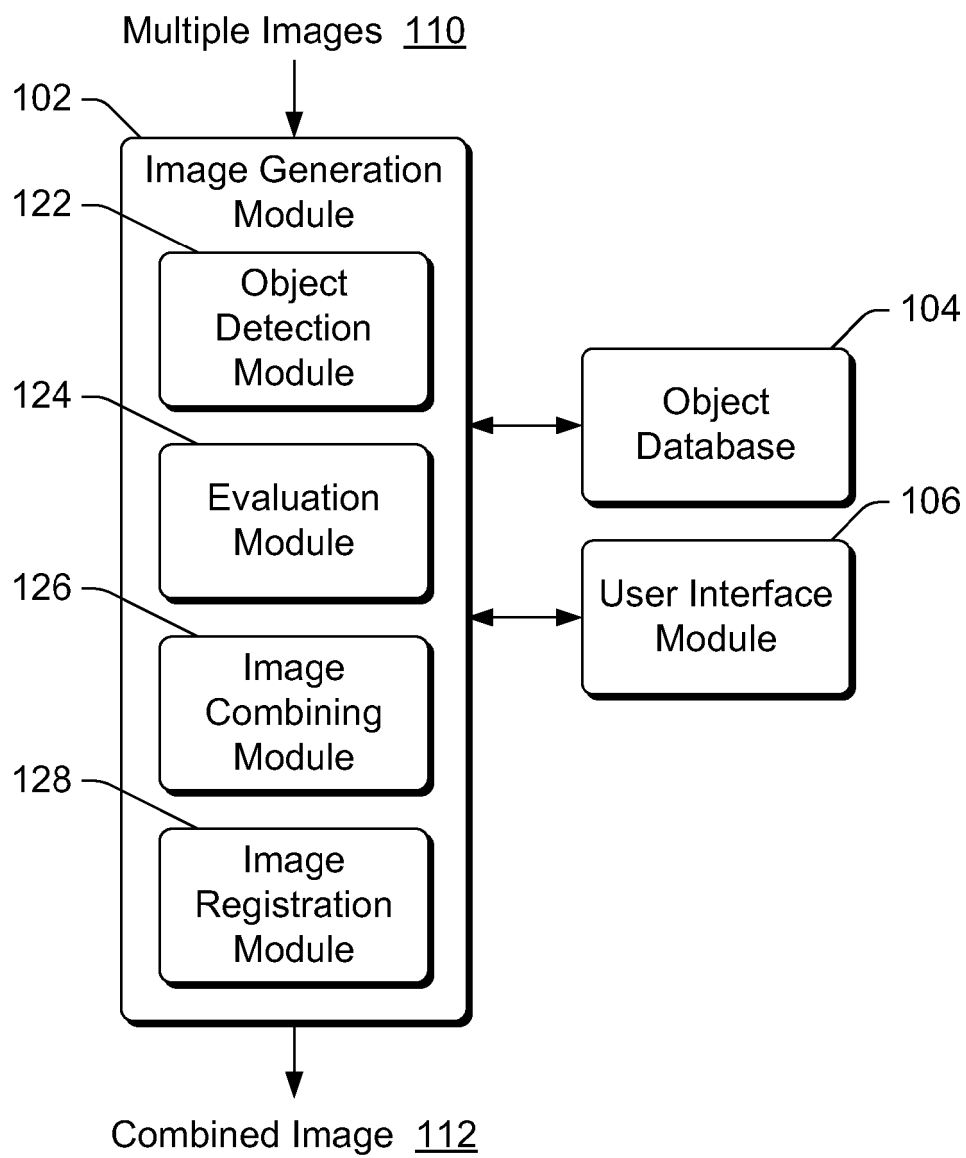 Multiple Images 110
102
Image Generation
Module
122
Object
Detection
Module
124
Evaluation
Module
126
Image
Combining
Module
128
Image
Registration
Module
104
Object
Database
106
User Interface
Module
Combined Image 112